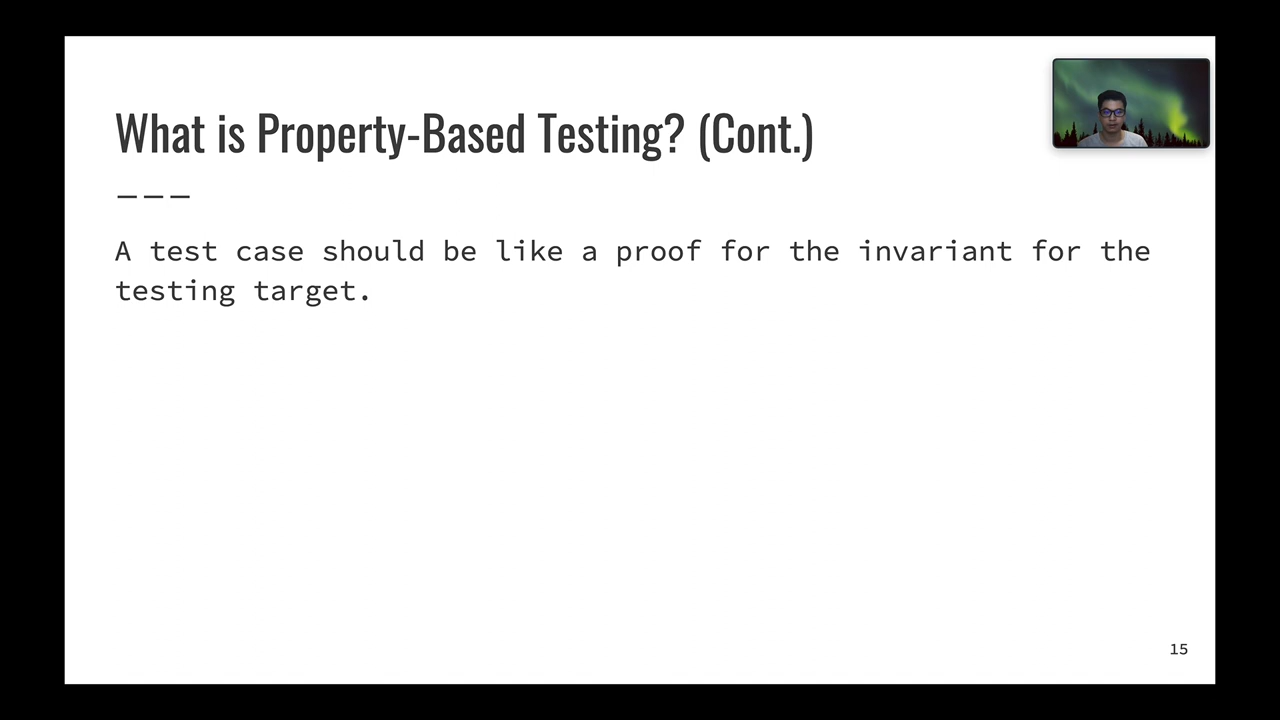 What is Property-Based Testing? (Cont.)
———
A test case should be like a proof for the invariant for the
testing target.
15